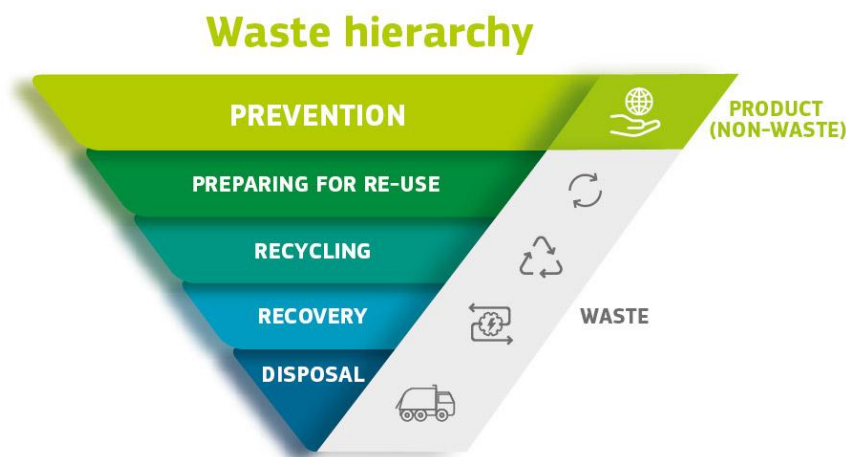 Waste hierarchy
PREVENTION
PRODUCT
(NON-WASTE)
PREPARING FOR RE-USE
RECYCLING
RECOVERY
WASTE
DISPOSAL